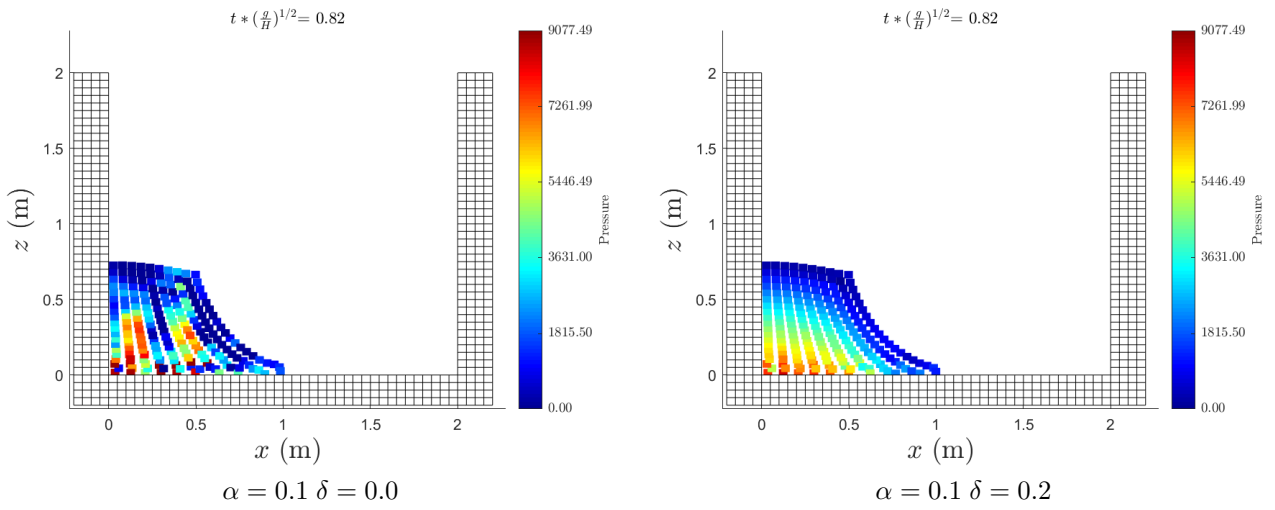 t ∗ (g/H)^1/2 = 0.82
2
1.5
1
0.5
0
z (m)
0 0.5 1 1.5 2
x (m)
9077.49
7261.99
5446.49
3631.00
1815.50
0.00
Pressure
α = 0.1 δ = 0.0
t ∗ (g/H)^1/2 = 0.82
2
1.5
1
0.5
0
z (m)
0 0.5 1 1.5 2
x (m)
9077.49
7261.99
5446.49
3631.00
1815.50
0.00
Pressure
α = 0.1 δ = 0.2